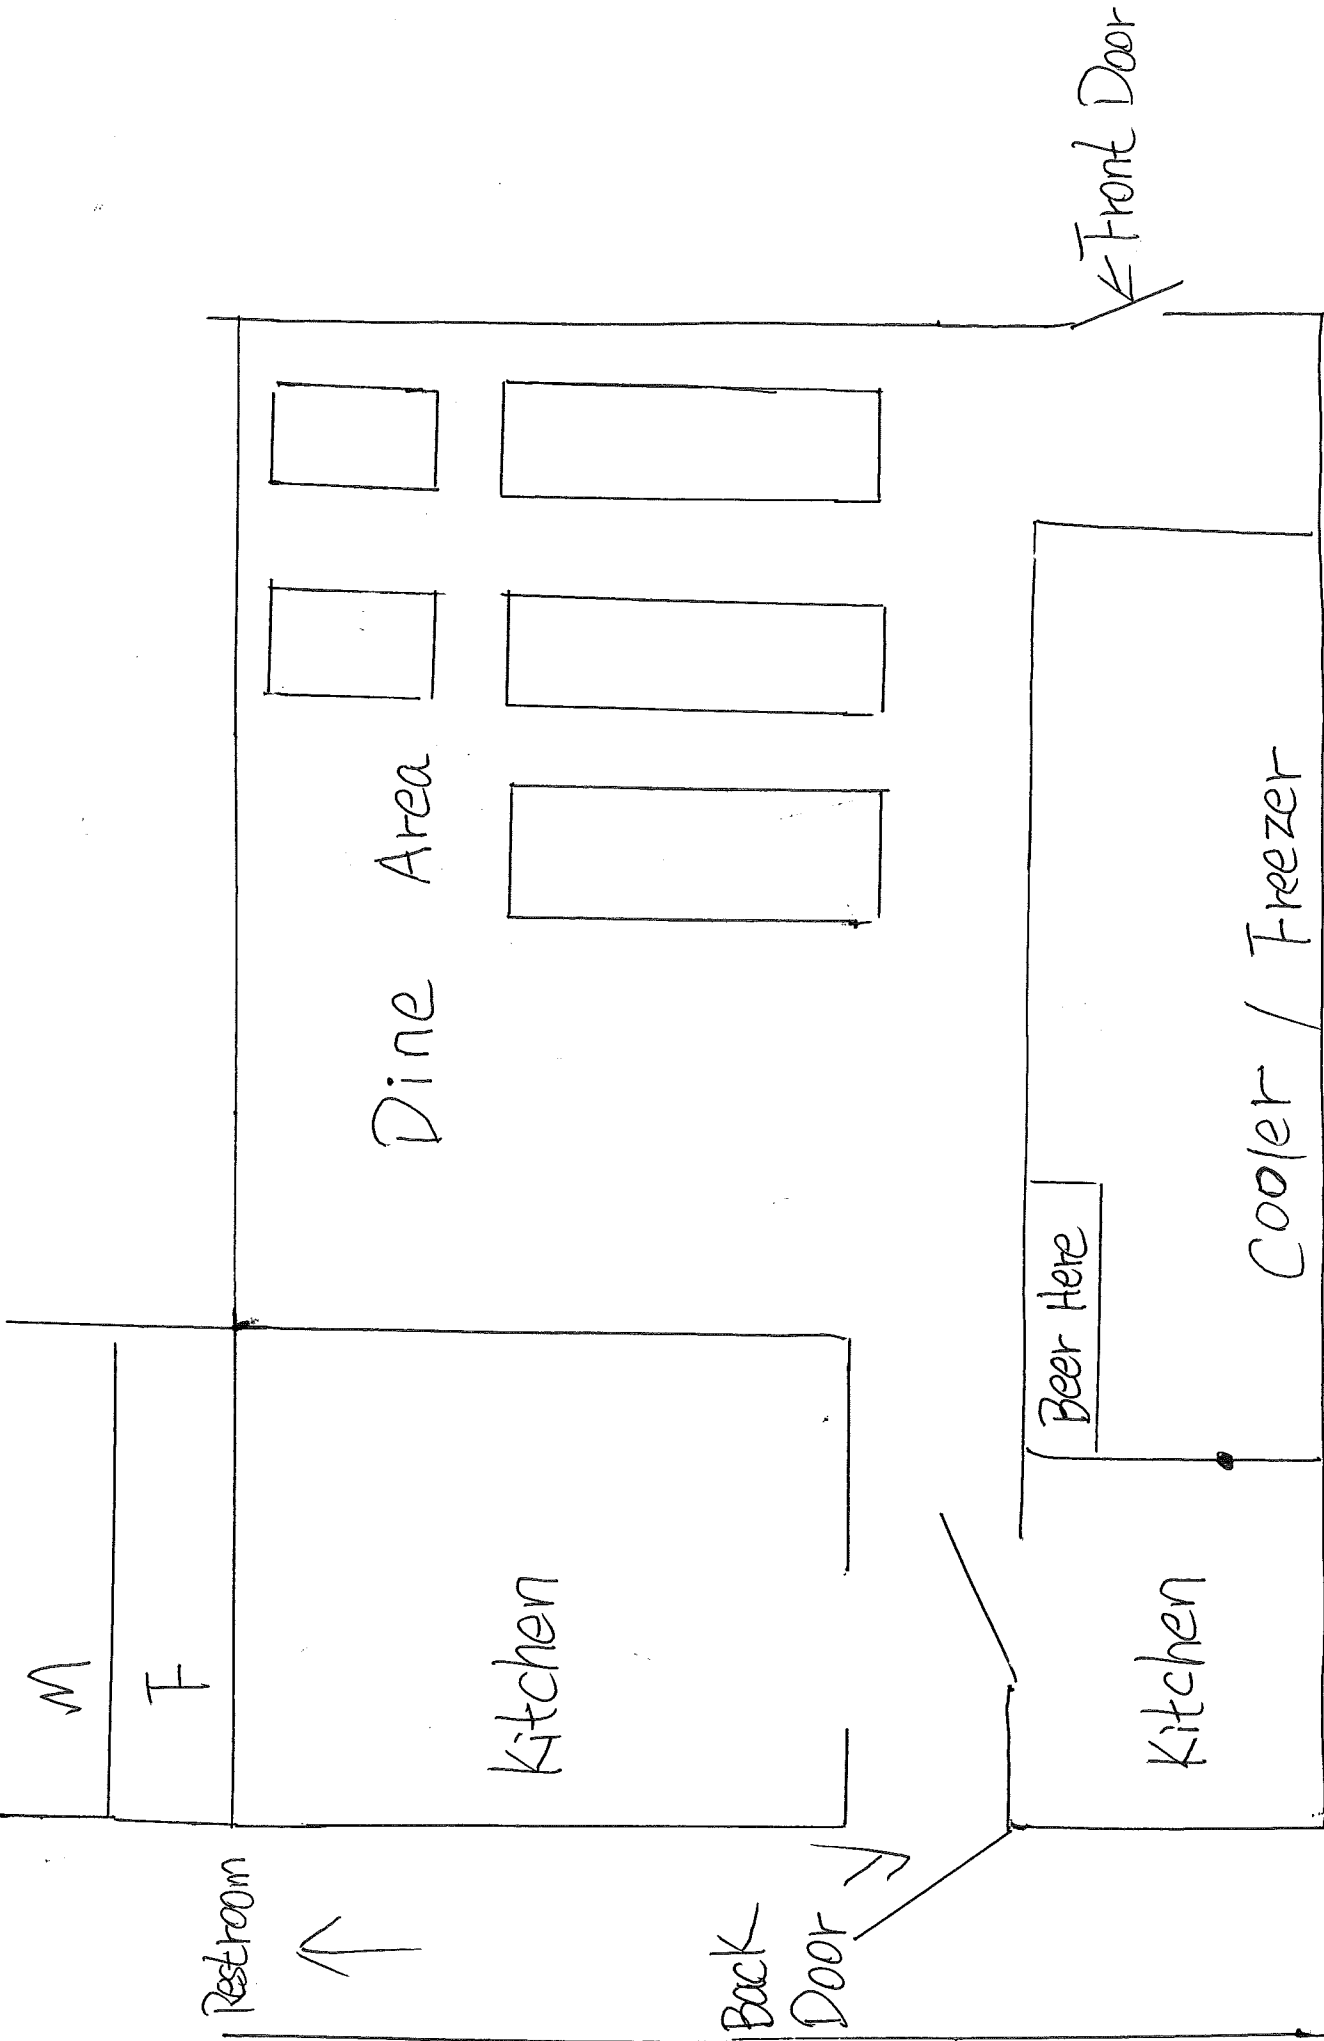 M
F
Restroom
Kitchen
Back
Door
Dine Area
Beer Here
Kitchen
Cooler / Freezer
Front Door